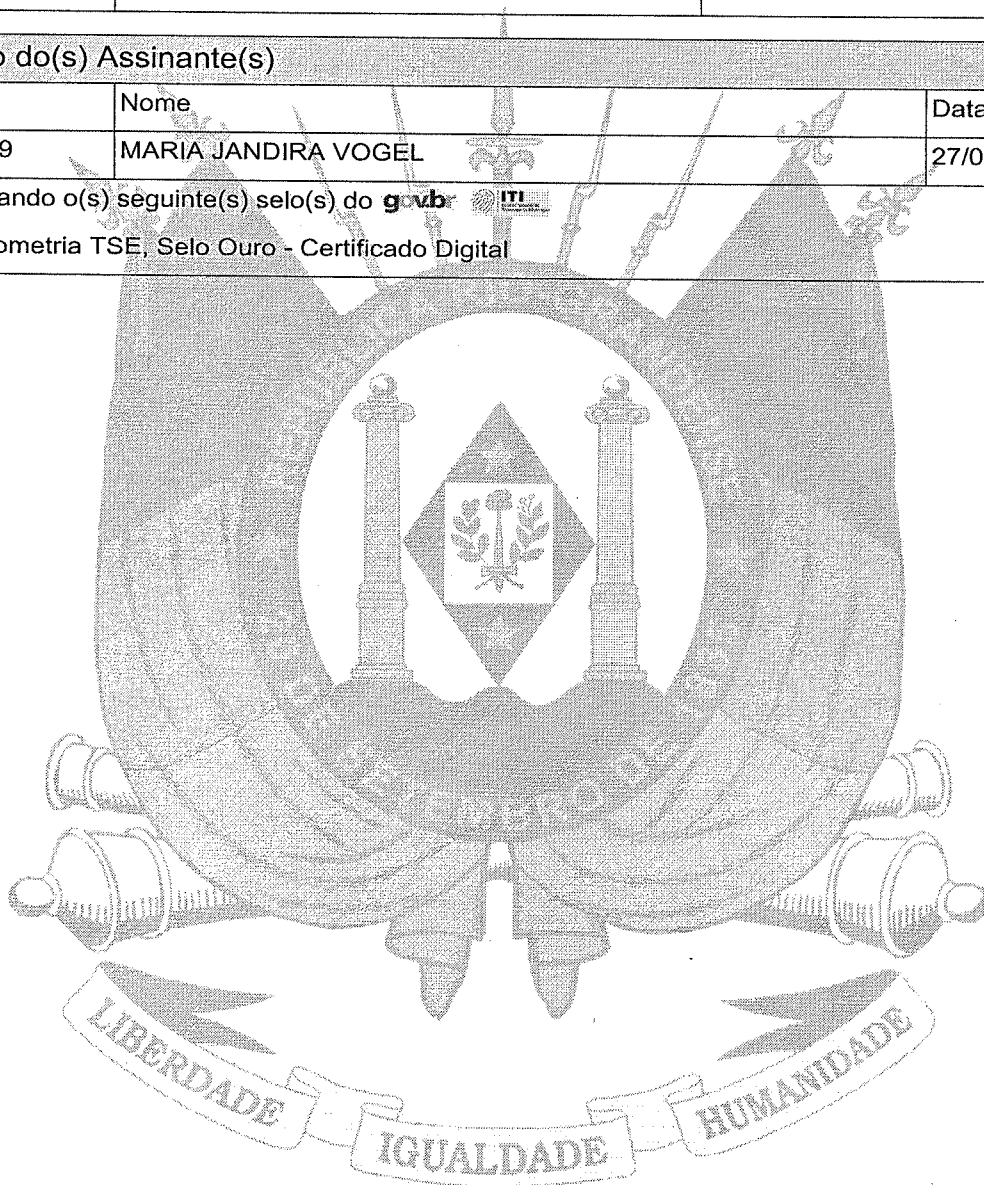 o do(s) Assinante(s)
Nome
Data
9
MARIA JANDIRA VOGEL
27/0
ando o(s) seguinte(s) selo(s) do gov.br ITI
ometria TSE, Selo Ouro - Certificado Digital
LIBERDADE
IGUALDADE
HUMANIDADE